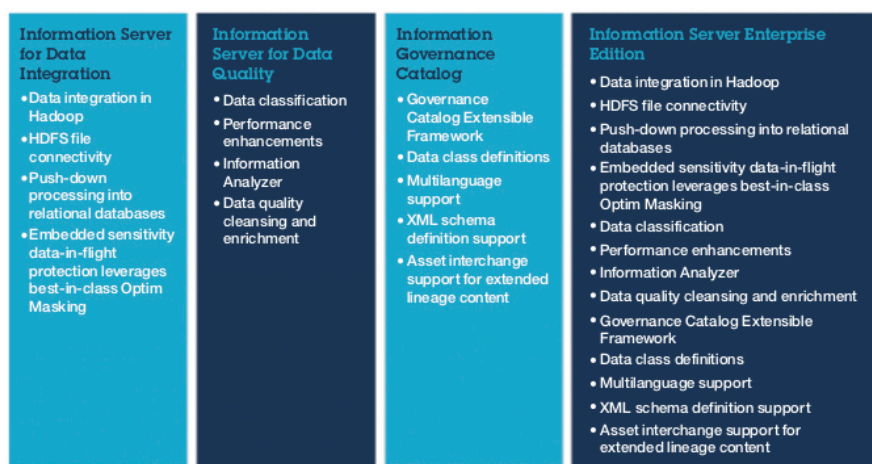 Information Server
for Data
Integration
• Data integration in
Hadoop
• HDFS file
connectivity
• Push-down
processing into
relational databases
• Embedded sensitivity
data-in-flight
protection leverages
best-in-class Optim
Masking
Information
Server for Data
Quality
• Data classification
• Performance
enhancements
• Information
Analyzer
• Data quality
cleansing and
enrichment
Information
Governance
Catalog
• Governance
Catalog Extensible
Framework
• Data class definitions
• Multilanguage
support
• XML schema
definition support
• Asset interchange
support for extended
lineage content
Information Server Enterprise
Edition
• Data integration in Hadoop
• HDFS file connectivity
• Push-down processing into relational
databases
• Embedded sensitivity data-in-flight
protection leverages best-in-class
Optim Masking
• Data classification
• Performance enhancements
• Information Analyzer
• Data quality cleansing and enrichment
• Governance Catalog Extensible
Framework
• Data class definitions
• Multilanguage support
• XML schema definition support
• Asset interchange support for
extended lineage content